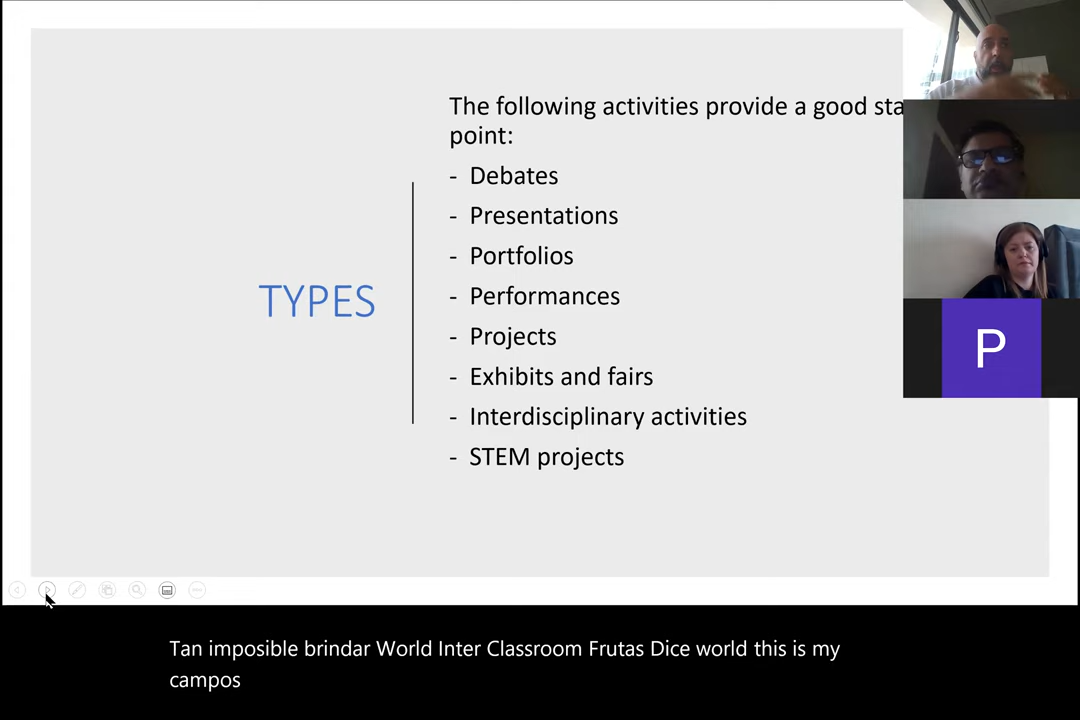 The following activities provide a good sta
point:
- Debates
- Presentations
- Portfolios
- Performances
- Projects
- Exhibits and fairs
- Interdisciplinary activities
- STEM projects
TYPES
P
Tan imposible brindar World Inter Classroom Frutas Dice world this is my
campos